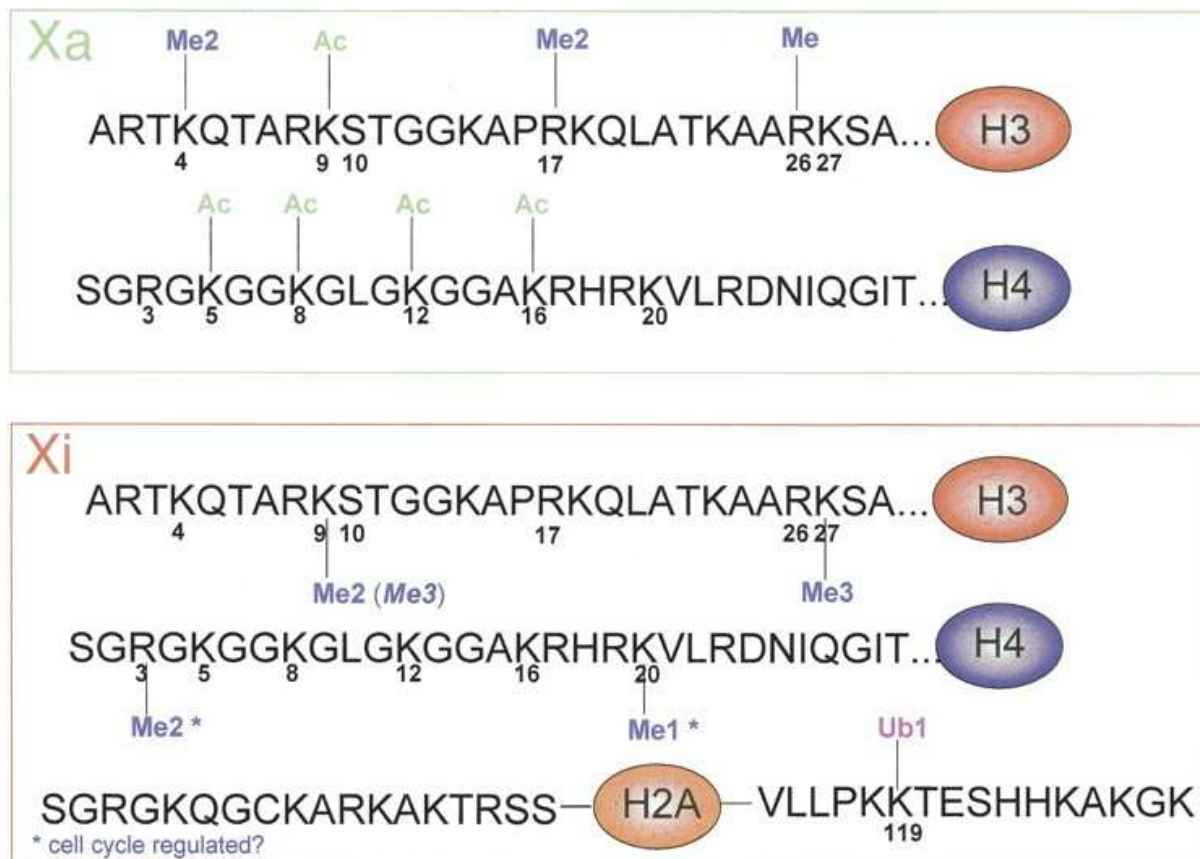 Xa
Me2 Ac Me2 Me
ARTKQTARKSTGGKAPRKQLATKAARKSA... H3
4 9 10 17 26 27
Ac Ac Ac Ac
SGRGKGGKGLGKGGAKRHRKVLRDNIQGIT... H4
3 5 8 12 16 20
Xi
ARTKQTARKSTGGKAPRKQLATKAARKSA... H3
4 9 10 17 26 27
Me2 (Me3) Me3
SGRGKGGKGLGKGGAKRHRKVLRDNIQGIT... H4
3 5 8 12 16 20
Me2 * Me1 * Ub1
SGRGKQGCKARKAKTRSS H2A VLLPKKTESHHKAKGK
119
* cell cycle regulated?